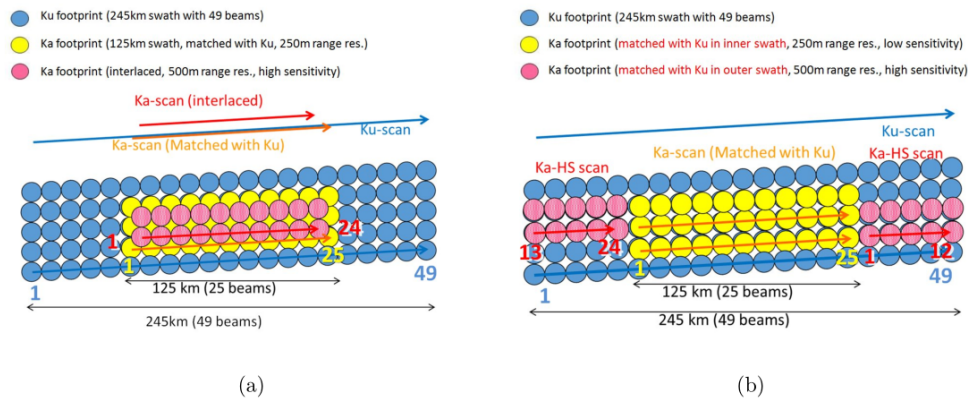 Ku footprint (245km swath with 49 beams)
Ka footprint (125km swath, matched with Ku, 250m range res.)
Ka footprint (interlaced, 500m range res., high sensitivity)
Ka-scan (interlaced)
Ku-scan
Ka-scan (Matched with Ku)
1
24
1
25
1
49
125 km (25 beams)
245km (49 beams)
(a)
Ku footprint (245km swath with 49 beams)
Ka footprint (matched with Ku in inner swath, 250m range res., low sensitivity)
Ka footprint (matched with Ku in outer swath, 500m range res., high sensitivity)
Ku-scan
Ka-HS scan
Ka-scan (Matched with Ku)
Ka-HS scan
13
24
1
25
1
12
1
49
125 km (25 beams)
245 km (49 beams)
(b)